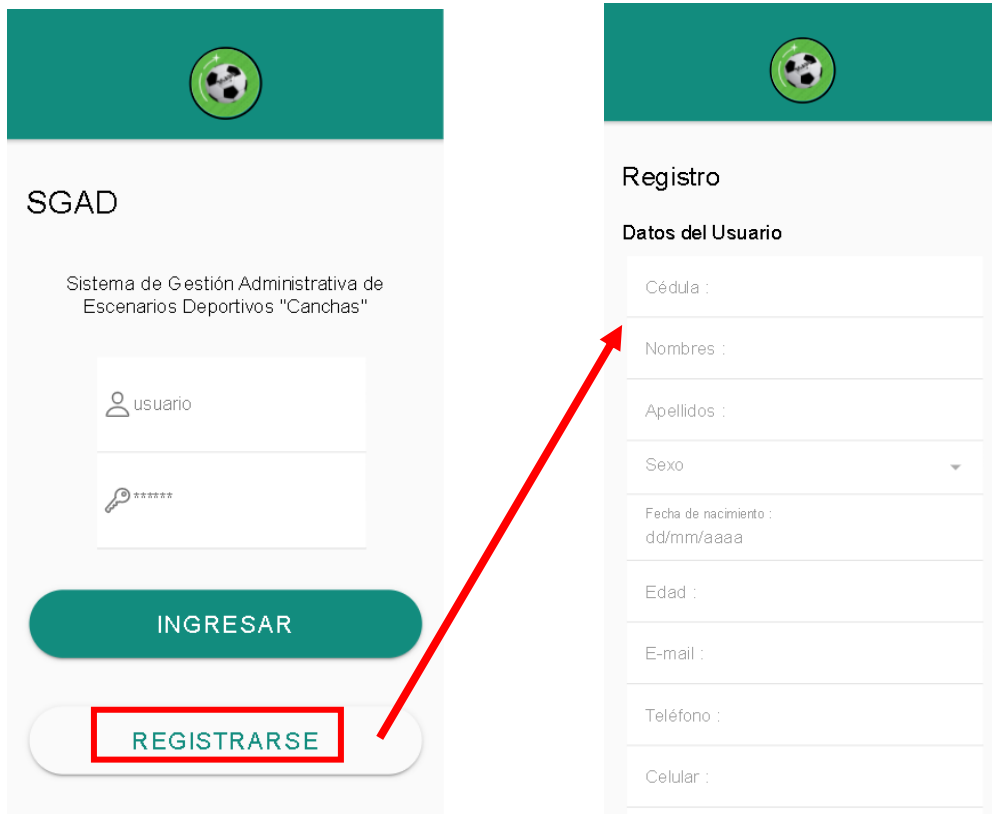 SGAD
Sistema de Gestión Administrativa de
Escenarios Deportivos "Canchas"
usuario
******
INGRESAR
REGISTRARSE
Registro
Datos del Usuario
Cédula :
Nombres :
Apellidos :
Sexo
Fecha de nacimiento :
dd/mm/aaaa
Edad :
E-mail :
Teléfono :
Celular :